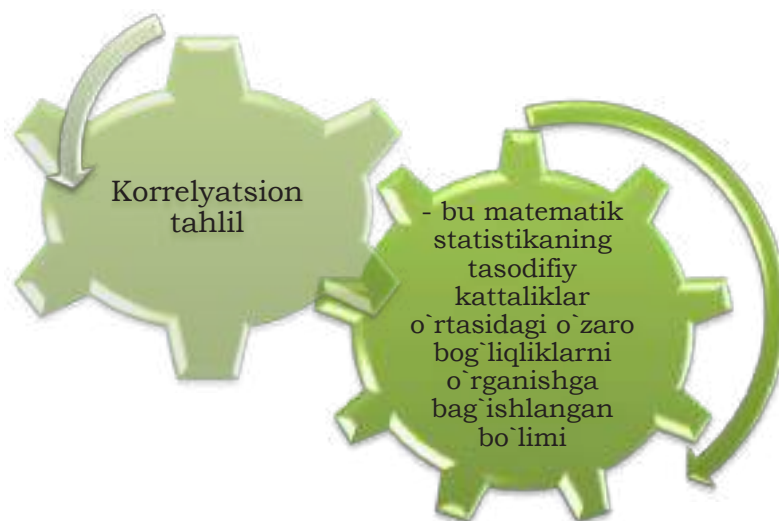 Korrelyatsion
tahlil
- bu matematik
statistikaning
tasodifiy
kattaliklar
o`rtasidagi o`zaro
bog`liqliklarni
o`rganishga
bag`ishlangan
bo`limi